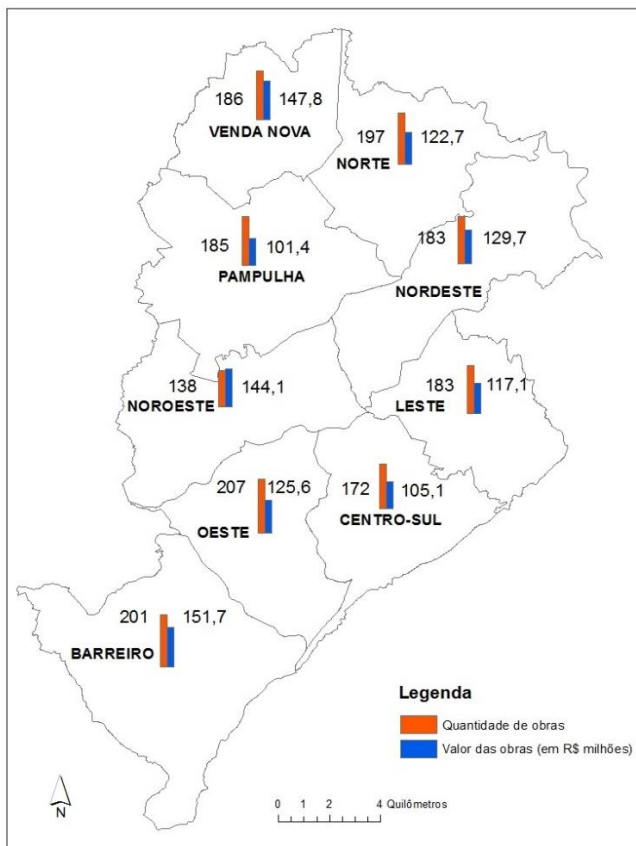 186 147,8
VENDA NOVA
197 122,7
NORTE
185 101,4
PAMPULHA
183 129,7
NORDESTE
138 144,1
NOROESTE
183 117,1
LESTE
207 125,6
OESTE
172 105,1
CENTRO-SUL
201 151,7
BARREIRO
Legenda
Quantidade de obras
Valor das obras (em R$ milhões)
N
0 1 2 4 Quilômetros